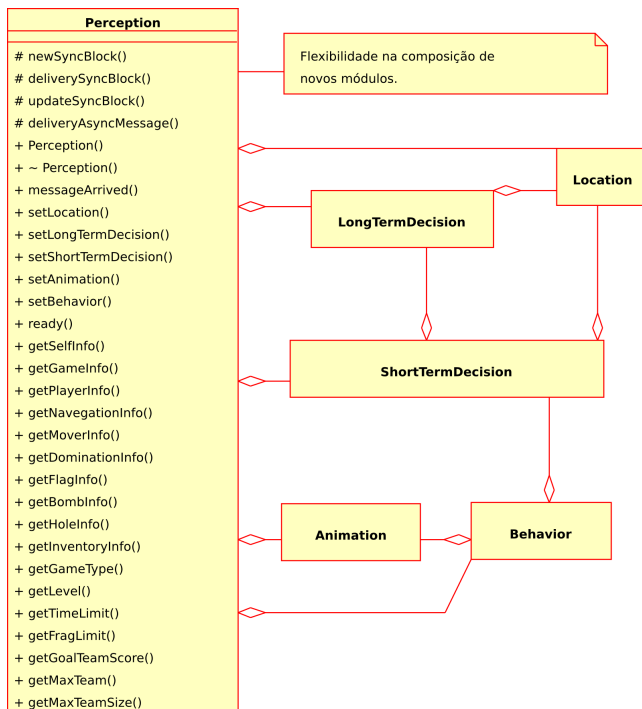 Perception
# newSyncBlock()
# deliverySyncBlock()
# updateSyncBlock()
# deliveryAsyncMessage()
+ Perception()
+ ~ Perception()
+ messageArrived()
+ setLocation()
+ setLongTermDecision()
+ setShortTermDecision()
+ setAnimation()
+ setBehavior()
+ ready()
+ getSelfInfo()
+ getGameInfo()
+ getPlayerInfo()
+ getNavegationInfo()
+ getMoverInfo()
+ getDominationInfo()
+ getFlagInfo()
+ getBombInfo()
+ getHoleInfo()
+ getInventoryInfo()
+ getGameType()
+ getLevel()
+ getTimeLimit()
+ getFragLimit()
+ getGoalTeamScore()
+ getMaxTeam()
+ getMaxTeamSize()
Flexibilidade na composição de
novos módulos.
Location
LongTermDecision
ShortTermDecision
Animation
Behavior